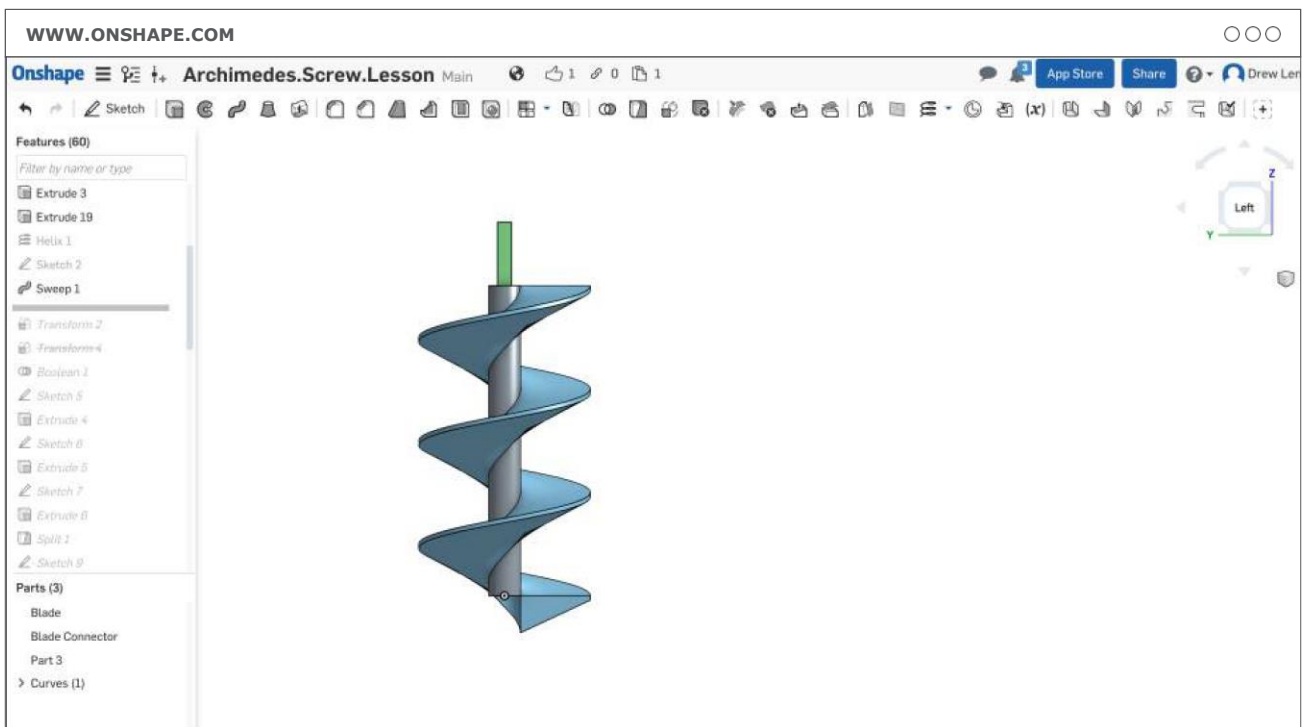 WWW.ONSHAPE.COM
Onshape Archimedes.Screw.Lesson Main 1 0 1 3 App Store Share Drew Ler
Sketch (x)
Features (60)
Filter by name or type
Extrude 3
Extrude 19
Helix 1
Sketch 2
Sweep 1
Transform 2
Transform 4
Boolean 1
Sketch 5
Extrude 4
Sketch 6
Extrude 5
Sketch 7
Extrude 6
Split 1
Sketch 9
Parts (3)
Blade
Blade Connector
Part 3
Curves (1)
Z
Left
Y